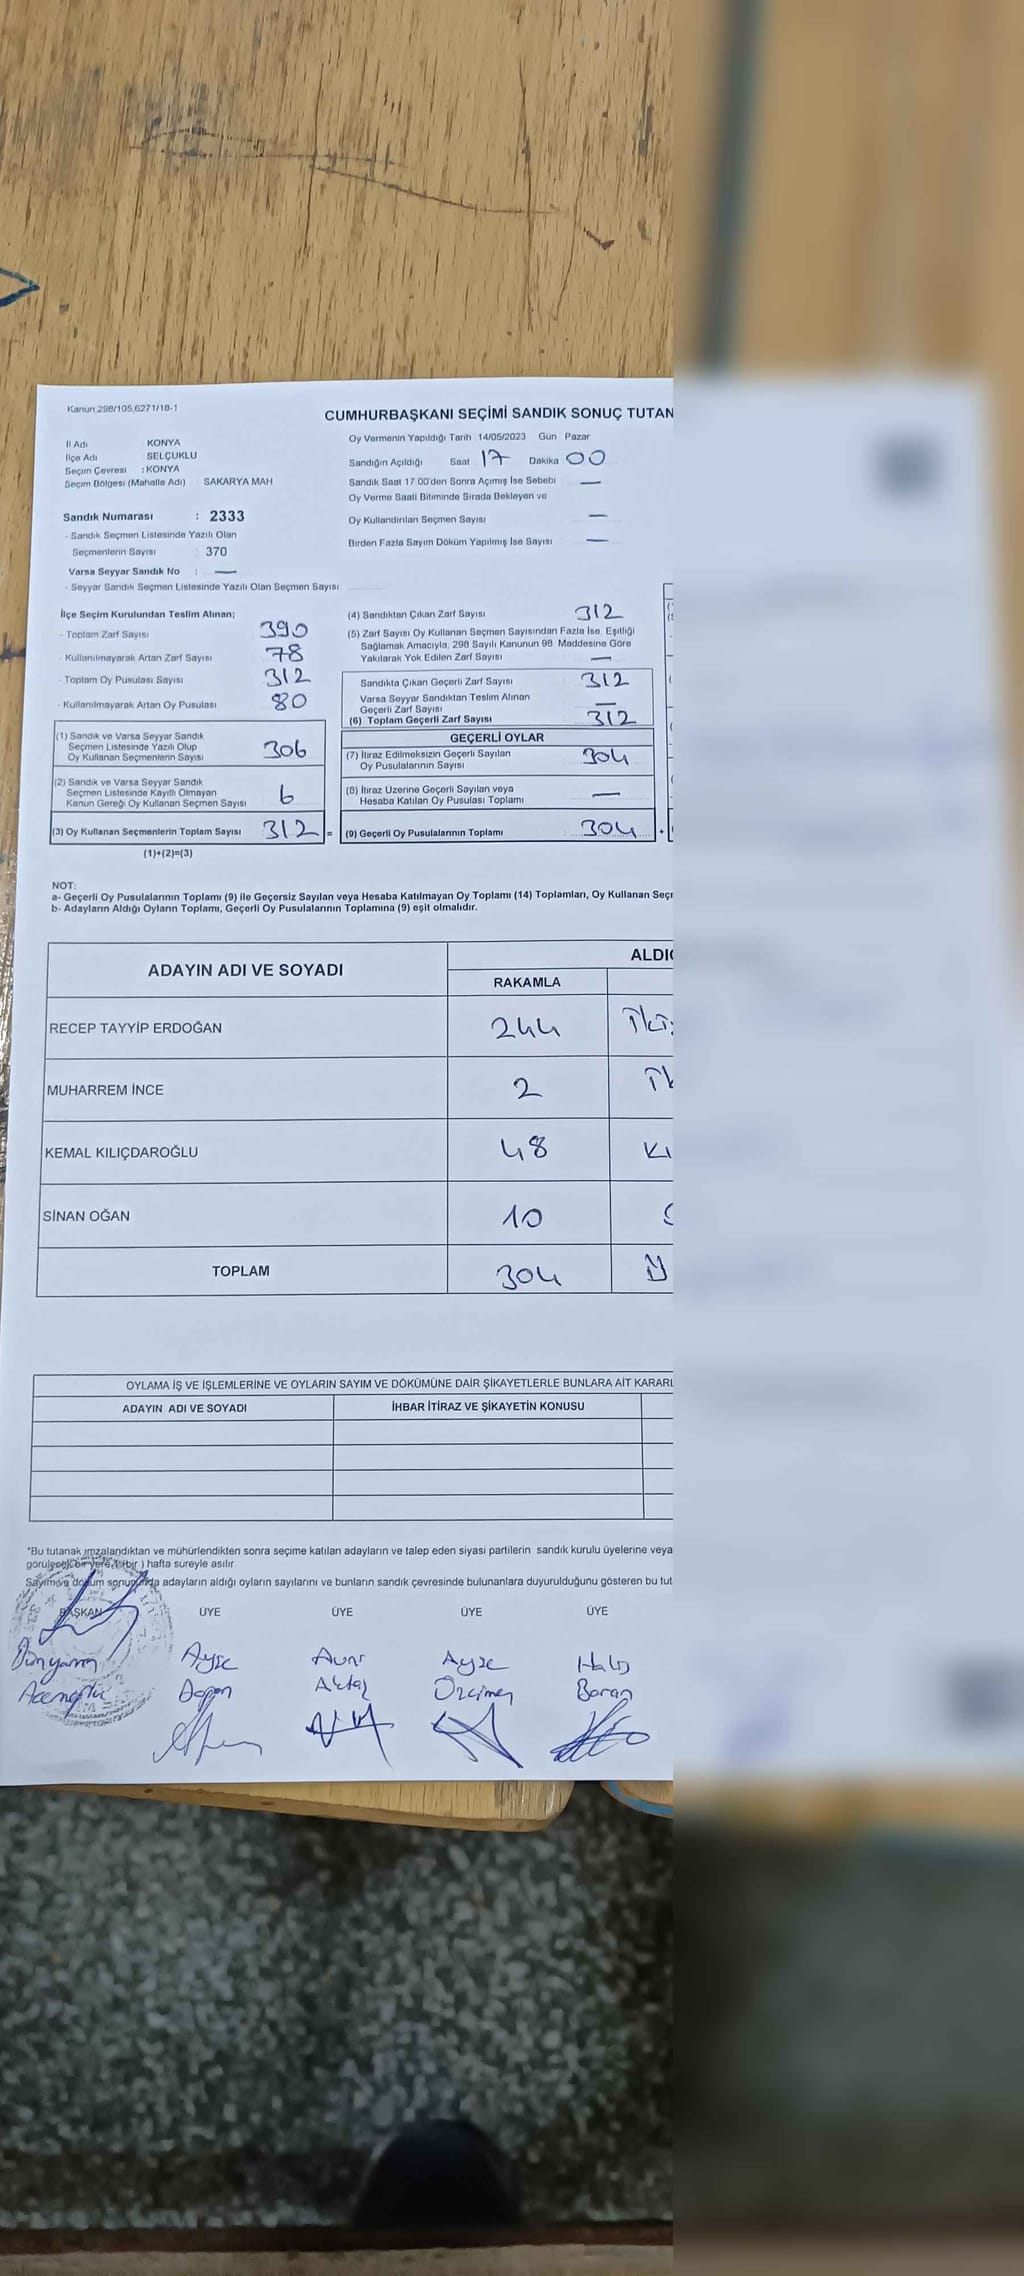 Kanun,298/105,6271/18-1
CUMHURBAŞKANI SEÇİMİ SANDIK SONUÇ TUTAN
İl Adı : KONYA
İlçe Adı : SELÇUKLU
Seçim Çevresi : KONYA
Seçim Bölgesi (Mahalle Adı) : SAKARYA MAH
Oy Vermenin Yapıldığı Tarih 14/05/2023 Gün Pazar
Sandığın Açıldığı Saat 17 Dakika 00
Sandık Saat 17:00'den Sonra Açımış İse Sebebi —
Oy Verme Saati Bitiminde Sırada Bekleyen ve
Oy Kullandırılan Seçmen Sayısı —
Birden Fazla Sayım Döküm Yapılmış İse Sayısı —
Sandık Numarası : 2333
- Sandık Seçmen Listesinde Yazılı Olan
Seçmenlerin Sayısı : 370
Varsa Seyyar Sandık No : —
- Seyyar Sandık Seçmen Listesinde Yazılı Olan Seçmen Sayısı
İlçe Seçim Kurulundan Teslim Alınan;
- Toplam Zarf Sayısı 390
- Kullanılmayarak Artan Zarf Sayısı 78
- Toplam Oy Pusulası Sayısı 312
- Kullanılmayarak Artan Oy Pusulası 80
(1) Sandık ve Varsa Seyyar Sandık
Seçmen Listesinde Yazılı Olup
Oy Kullanan Seçmenlerin Sayısı 306
(2) Sandık ve Varsa Seyyar Sandık
Seçmen Listesinde Kayıtlı Olmayan
Kanun Gereği Oy Kullanan Seçmen Sayısı 6
(3) Oy Kullanan Seçmenlerin Toplam Sayısı 312 =
(1)+(2)=(3)
(4) Sandıktan Çıkan Zarf Sayısı 312
(5) Zarf Sayısı Oy Kullanan Seçmen Sayısından Fazla İse, Eşitliği
Sağlamak Amacıyla, 298 Sayılı Kanunun 98. Maddesine Göre
Yakılarak Yok Edilen Zarf Sayısı —
Sandıkta Çıkan Geçerli Zarf Sayısı 312
Varsa Seyyar Sandıktan Teslim Alınan
Geçerli Zarf Sayısı —
(6) Toplam Geçerli Zarf Sayısı 312
GEÇERLİ OYLAR
(7) İtiraz Edilmeksizin Geçerli Sayılan
Oy Pusulalarının Sayısı 304
(8) İtiraz Üzerine Geçerli Sayılan veya
Hesaba Katılan Oy Pusulası Toplamı —
(9) Geçerli Oy Pusulalarının Toplamı 304 +
NOT:
a- Geçerli Oy Pusulalarının Toplamı (9) ile Geçersiz Sayılan veya Hesaba Katılmayan Oy Toplamı (14) Toplamları, Oy Kullanan Seç
b- Adayların Aldığı Oyların Toplamı, Geçerli Oy Pusulalarının Toplamına (9) eşit olmalıdır.
ADAYIN ADI VE SOYADI
ALDIĞ
RAKAMLA
RECEP TAYYİP ERDOĞAN 244 İki
MUHARREM İNCE 2 İk
KEMAL KILIÇDAROĞLU 48 Kı
SİNAN OĞAN 10
TOPLAM 304
OYLAMA İŞ VE İŞLEMLERİNE VE OYLARIN SAYIM VE DÖKÜMÜNE DAİR ŞİKAYETLERLE BUNLARA AİT KARARL
ADAYIN ADI VE SOYADI İHBAR İTİRAZ VE ŞİKAYETİN KONUSU
*Bu tutanak imzalandıktan ve mühürlendikten sonra seçime katılan adayların ve talep eden siyasi partilerin sandık kurulu üyelerine veya
görülecek bir yere 1 (bir ) hafta süreyle asılır.
Sayım ve döküm sonucunda adayların aldığı oyların sayılarını ve bunların sandık çevresinde bulunanlara duyurulduğunu gösteren bu tut
BAŞKAN ÜYE ÜYE ÜYE ÜYE
Bünyamin Ayşe Avni Ayşe Halis
Acemoğlu Doğan Aktaş Özçimen Baran